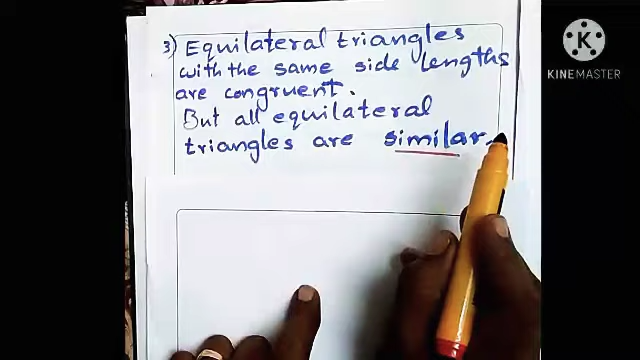 3) Equilateral triangles
with the same side lengths
are congruent.
But all equilateral
triangles are similar.
KINEMASTER